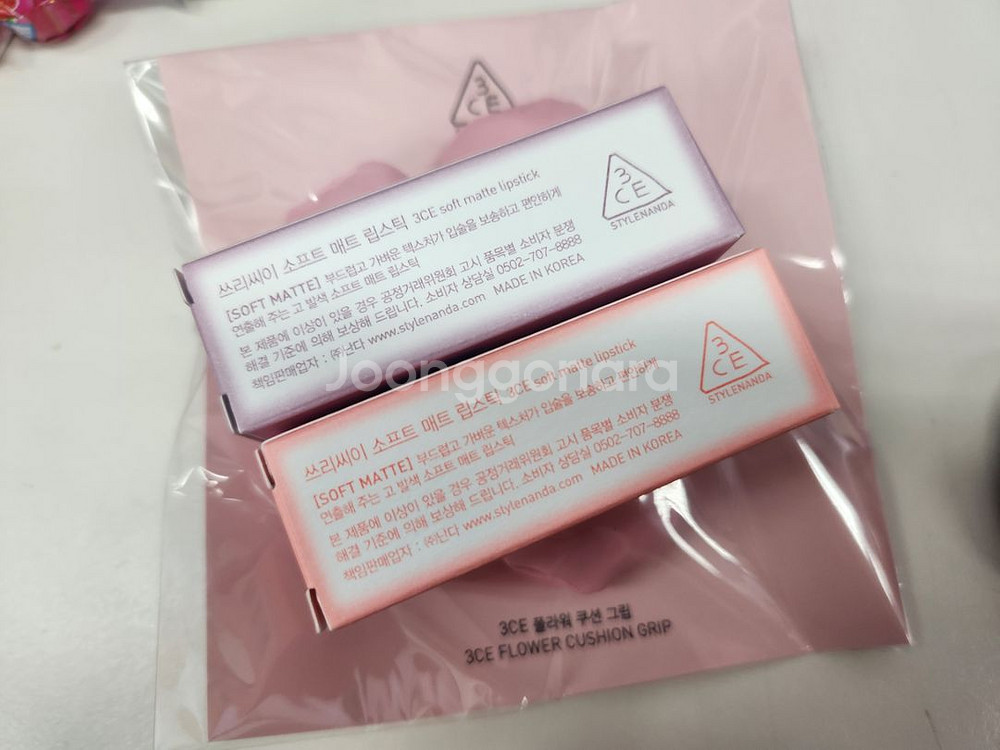 3CE
쓰리씨이 소프트 매트 립스틱 3CE soft matte lipstick
[SOFT MATTE] 부드럽고 가벼운 텍스처가 입술을 보송하고 편안하게
연출해 주는 고 발색 소프트 매트 립스틱
본 제품에 이상이 있을 경우 공정거래위원회 고시 품목별 소비자 분쟁
해결 기준에 의해 보상해 드립니다. 소비자 상담실 0502-707-8888
책임판매업자 : ㈜난다 www.stylenanda.com MADE IN KOREA
3CE
STYLENANDA
쓰리씨이 소프트 매트 립스틱 3CE soft matte lipstick
[SOFT MATTE] 부드럽고 가벼운 텍스처가 입술을 보송하고 편안하게
연출해 주는 고 발색 소프트 매트 립스틱
본 제품에 이상이 있을 경우 공정거래위원회 고시 품목별 소비자 분쟁
해결 기준에 의해 보상해 드립니다. 소비자 상담실 0502-707-8888
책임판매업자 : ㈜난다 www.stylenanda.com MADE IN KOREA
3CE
STYLENANDA
Joonggonara
3CE 플라워 쿠션 그립
3CE FLOWER CUSHION GRIP